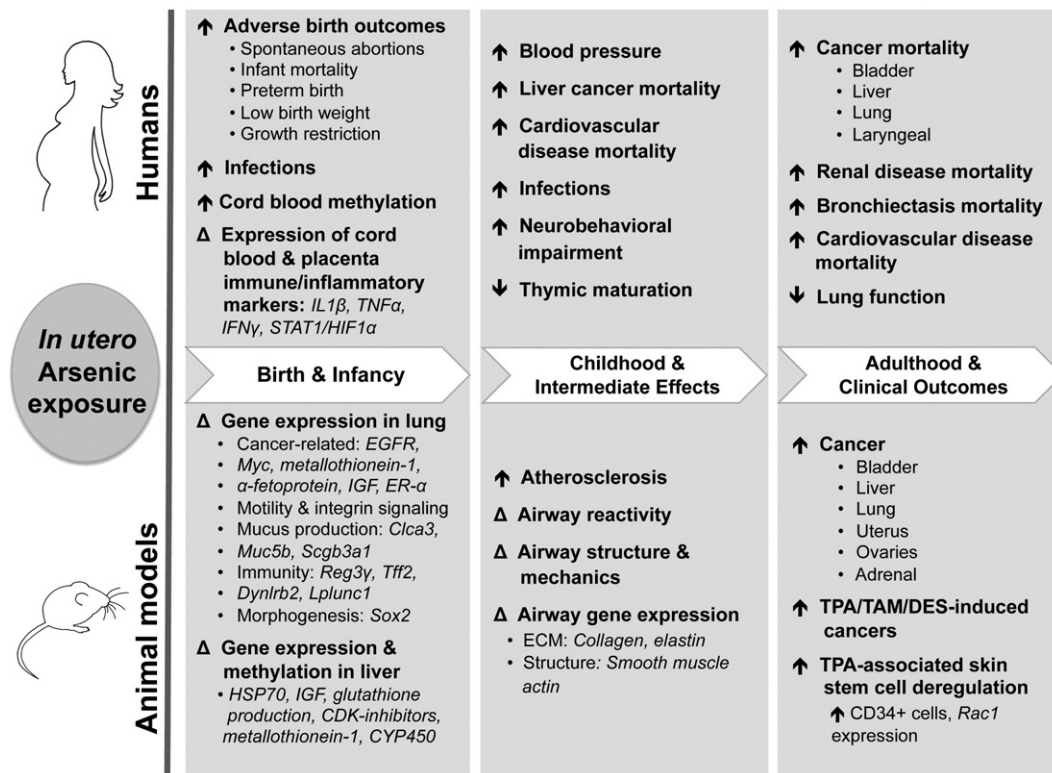 Humans
↑ Adverse birth outcomes
• Spontaneous abortions
• Infant mortality
• Preterm birth
• Low birth weight
• Growth restriction
↑ Infections
↑ Cord blood methylation
Δ Expression of cord
blood & placenta
immune/inflammatory
markers: IL1β, TNFα,
IFNγ, STAT1/HIF1α
↑ Blood pressure
↑ Liver cancer mortality
↑ Cardiovascular
disease mortality
↑ Infections
↑ Neurobehavioral
impairment
↓ Thymic maturation
↑ Cancer mortality
• Bladder
• Liver
• Lung
• Laryngeal
↑ Renal disease mortality
↑ Bronchiectasis mortality
↑ Cardiovascular disease
mortality
↓ Lung function
In utero
Arsenic
exposure
Birth & Infancy
Childhood &
Intermediate Effects
Adulthood &
Clinical Outcomes
Animal models
Δ Gene expression in lung
• Cancer-related: EGFR,
• Myc, metallothionein-1,
• α-fetoprotein, IGF, ER-α
• Motility & integrin signaling
• Mucus production: Clca3,
• Muc5b, Scgb3a1
• Immunity: Reg3γ, Tff2,
• Dynlrb2, Lplunc1
• Morphogenesis: Sox2
Δ Gene expression &
methylation in liver
• HSP70, IGF, glutathione
production, CDK-inhibitors,
metallothionein-1, CYP450
↑ Atherosclerosis
Δ Airway reactivity
Δ Airway structure &
mechanics
Δ Airway gene expression
• ECM: Collagen, elastin
• Structure: Smooth muscle
actin
↑ Cancer
• Bladder
• Liver
• Lung
• Uterus
• Ovaries
• Adrenal
↑ TPA/TAM/DES-induced
cancers
↑ TPA-associated skin
stem cell deregulation
↑ CD34+ cells, Rac1
expression